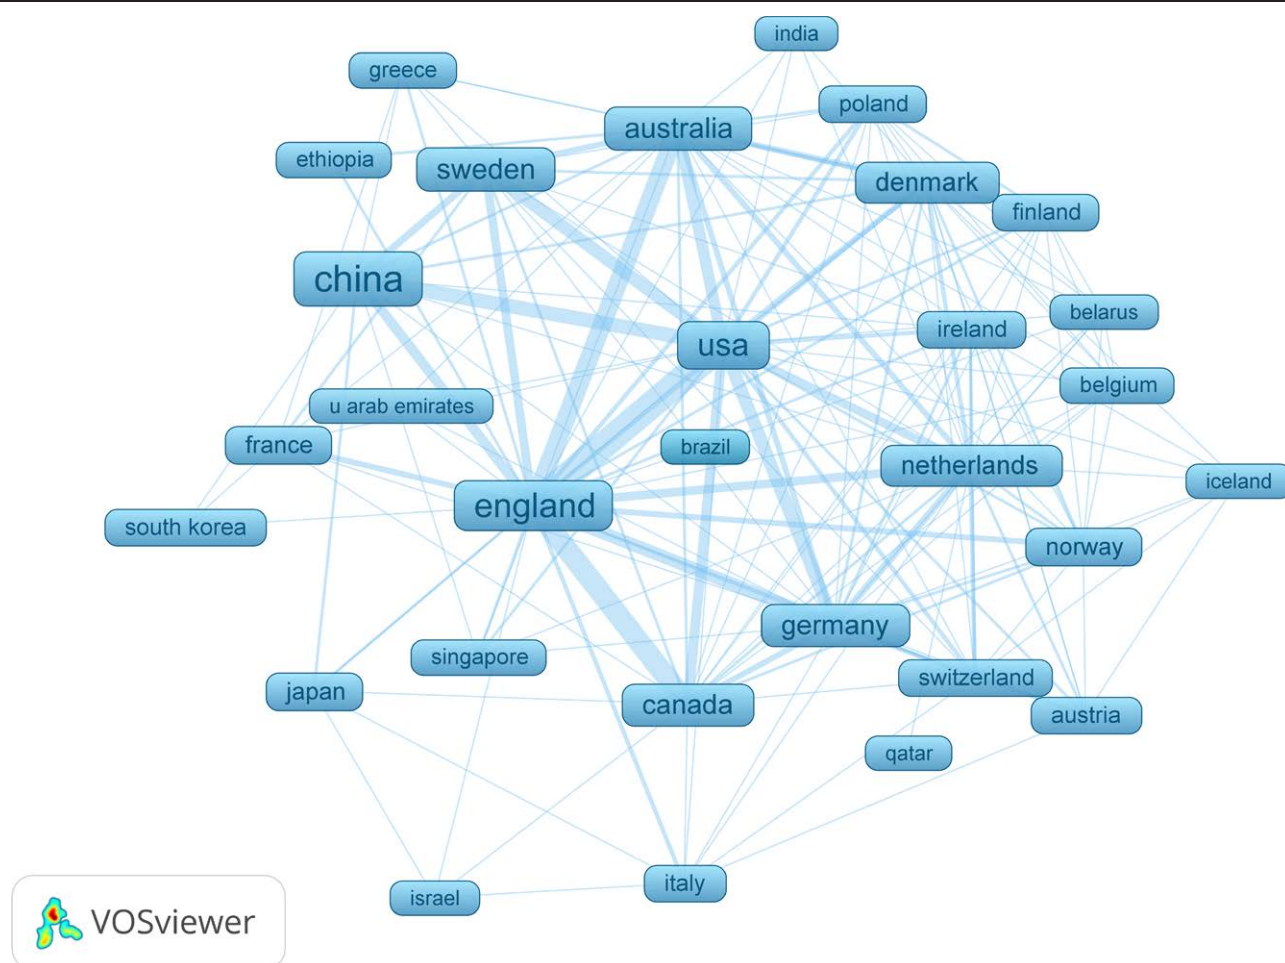 india
greece
poland
australia
ethiopia
sweden
denmark
finland
china
belarus
ireland
usa
belgium
u arab emirates
france
brazil
netherlands
iceland
england
south korea
norway
germany
singapore
switzerland
japan
canada
austria
qatar
italy
israel
VOSviewer